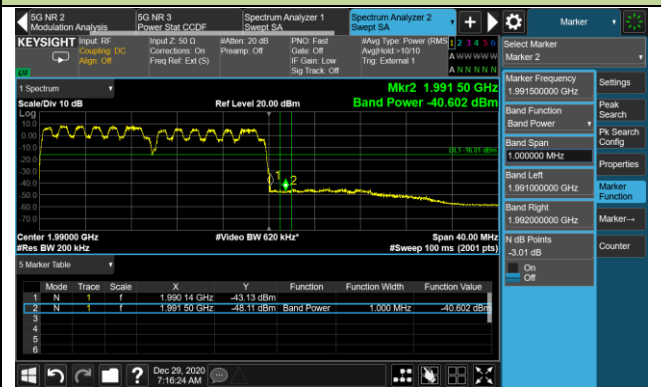 5G NR 2
Modulation Analysis
5G NR 3
Power Stat CCDF
Spectrum Analyzer 1
Swept SA
Spectrum Analyzer 2
Swept SA
Marker
KEYSIGHT
Input: RF
Coupling: DC
Align: Off
Input Z: 50 Ω
Corrections: On
Freq Ref: Ext (S)
#Atten: 20 dB
Preamp: Off
PNO: Fast
Gate: Off
IF Gain: Low
Sig Track: Off
#Avg Type: Power (RMS
Avg|Hold:>10/10
Trig: External 1
1 2 3 4 5 6
A W W W W W
A N N N N N
LXI
1 Spectrum
Mkr2 1.991 50 GHz
Scale/Div 10 dB
Ref Level 20.00 dBm
Band Power -40.602 dBm
Log
10.0
0.00
-10.0
-20.0
-30.0
-40.0
-50.0
-60.0
-70.0
DL1 -16.01 dBm
1
2
Center 1.99000 GHz
#Video BW 620 kHz*
Span 40.00 MHz
#Res BW 200 kHz
#Sweep 100 ms (2001 pts)
5 Marker Table
Mode Trace Scale X Y Function Function Width Function Value
1 N 1 f 1.990 14 GHz -43.13 dBm
2 N 1 f 1.991 50 GHz -48.11 dBm Band Power 1.000 MHz -40.602 dBm
3
4
5
6
Dec 29, 2020
7:16:24 AM
Select Marker
Marker 2
Marker Frequency
1.991500000 GHz
Band Function
Band Power
Band Span
1.000000 MHz
Band Left
1.991000000 GHz
Band Right
1.992000000 GHz
N dB Points
-3.01 dB
On
Off
Settings
Peak
Search
Pk Search
Config
Properties
Marker
Function
Marker→
Counter